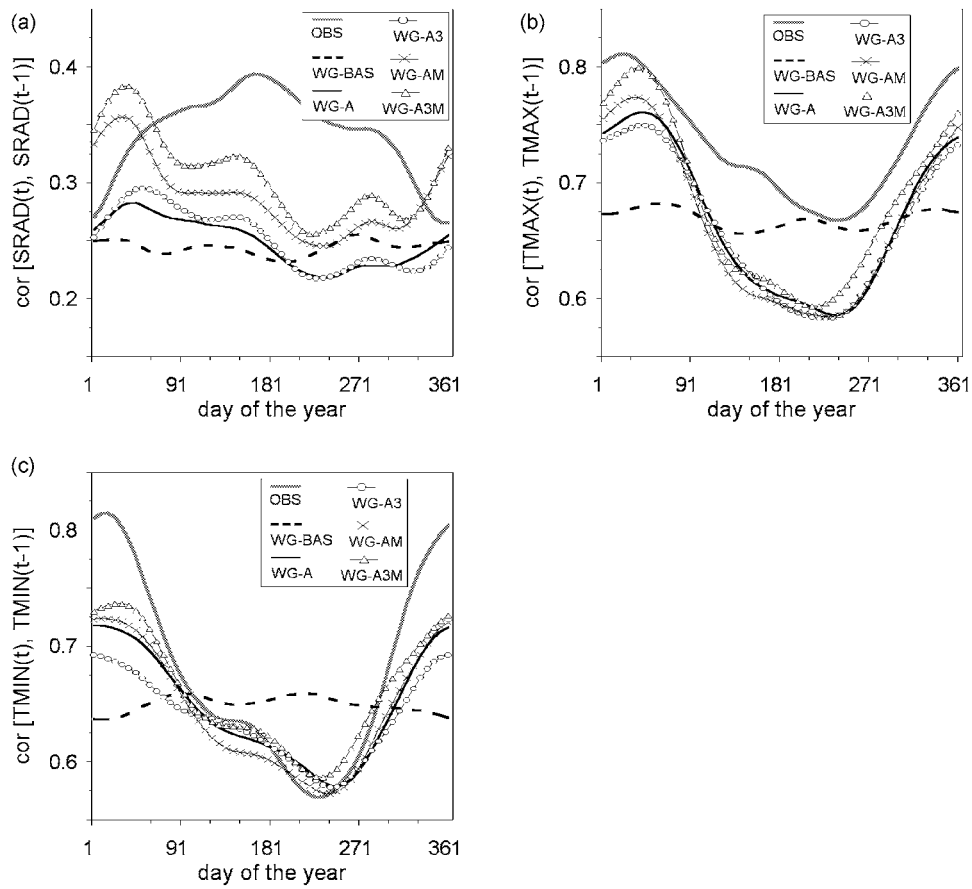 (a)
OBS
WG-A3
WG-BAS
WG-AM
WG-A
WG-A3M
0.4
0.3
0.2
cor [SRAD(t), SRAD(t-1)]
1 91 181 271 361
day of the year
(b)
OBS
WG-A3
WG-BAS
WG-AM
WG-A
WG-A3M
0.8
0.7
0.6
cor [TMAX(t), TMAX(t-1)]
1 91 181 271 361
day of the year
(c)
OBS
WG-A3
WG-BAS
WG-AM
WG-A
WG-A3M
0.8
0.7
0.6
cor [TMIN(t), TMIN(t-1)]
1 91 181 271 361
day of the year